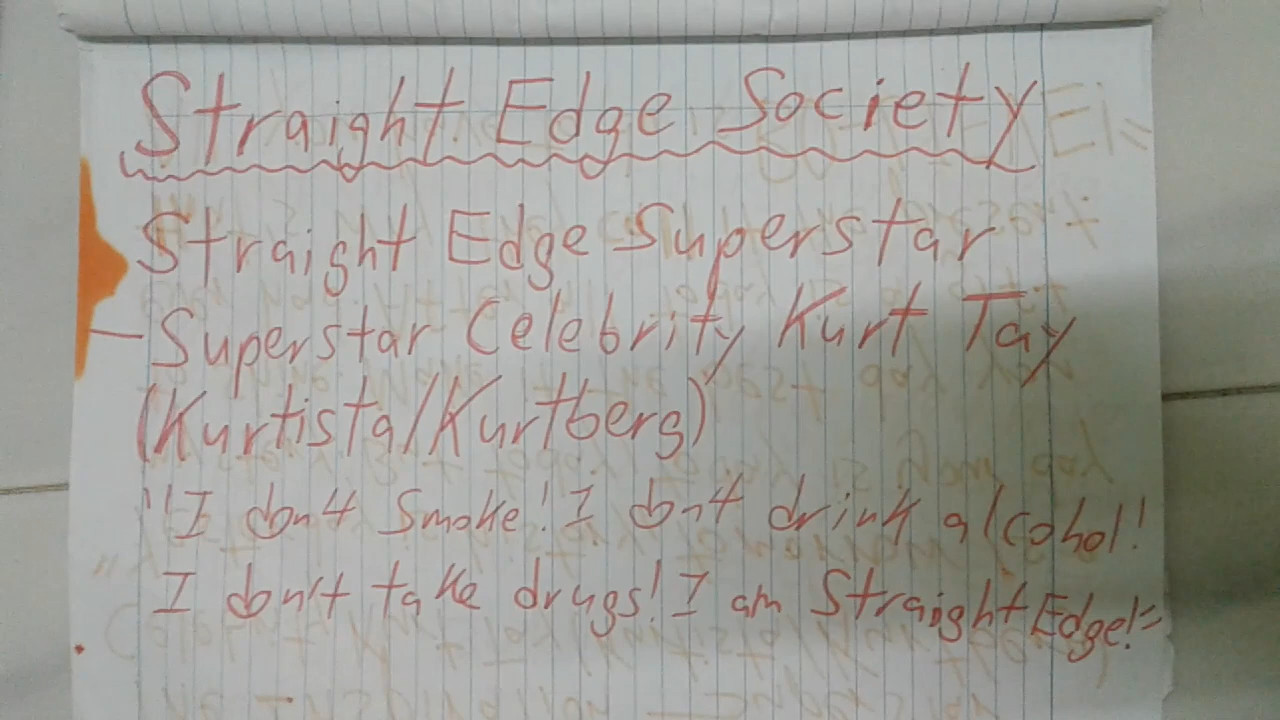 Straight Edge Society
Straight Edge Superstar
- Superstar Celebrity Kurt Tay
(Kurtista/Kurtberg)
"I don't smoke! I don't drink alcohol!
I don't take drugs! I am Straight Edge!"